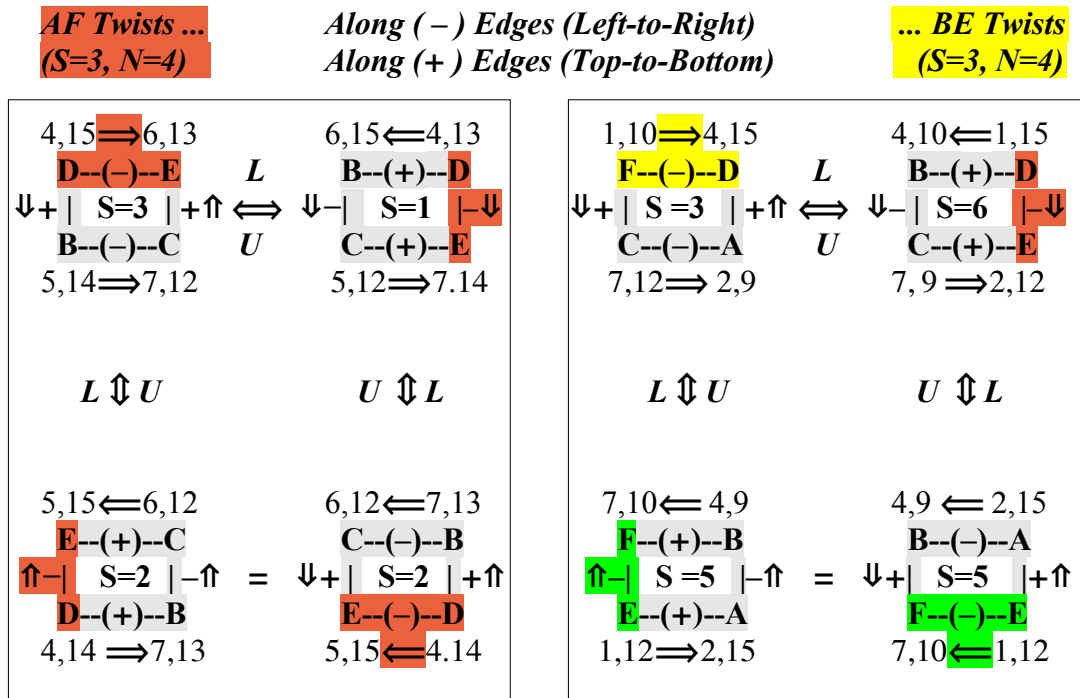 AF Twists ... Along ( – ) Edges (Left-to-Right) ... BE Twists
(S=3, N=4) Along (+ ) Edges (Top-to-Bottom) (S=3, N=4)
4,15⇒6,13 6,15⇐4,13 1,10⇒4,15 4,10⇐1,15
D--(–)--E L B--(+)--D F--(–)--D L B--(+)--D
⇓+| S=3 |+⇑ ⇔ ⇓–| S=1 |–⇓ ⇓+| S =3 |+⇑ ⇔ ⇓–| S=6 |–⇓
B--(–)--C U C--(+)--E C--(–)--A U C--(+)--E
5,14⇒7,12 5,12⇒7.14 7,12⇒2,9 7,9⇒2,12
L ⇕ U U ⇕ L L ⇕ U U ⇕ L
5,15⇐6,12 6,12⇐7,13 7,10⇐ 4,9 4,9 ⇐ 2,15
E--(+)--C C--(–)--B F--(+)--B B--(–)--A
⇑–| S=2 |–⇑ = ⇓+| S=2 |+⇑ ⇑–| S =5 |–⇑ = ⇓+| S=5 |+⇑
D--(+)--B E--(–)--D E--(+)--A F--(–)--E
4,14 ⇒7,13 5,15⇐4.14 1,12⇒2,15 7,10⇐1,12